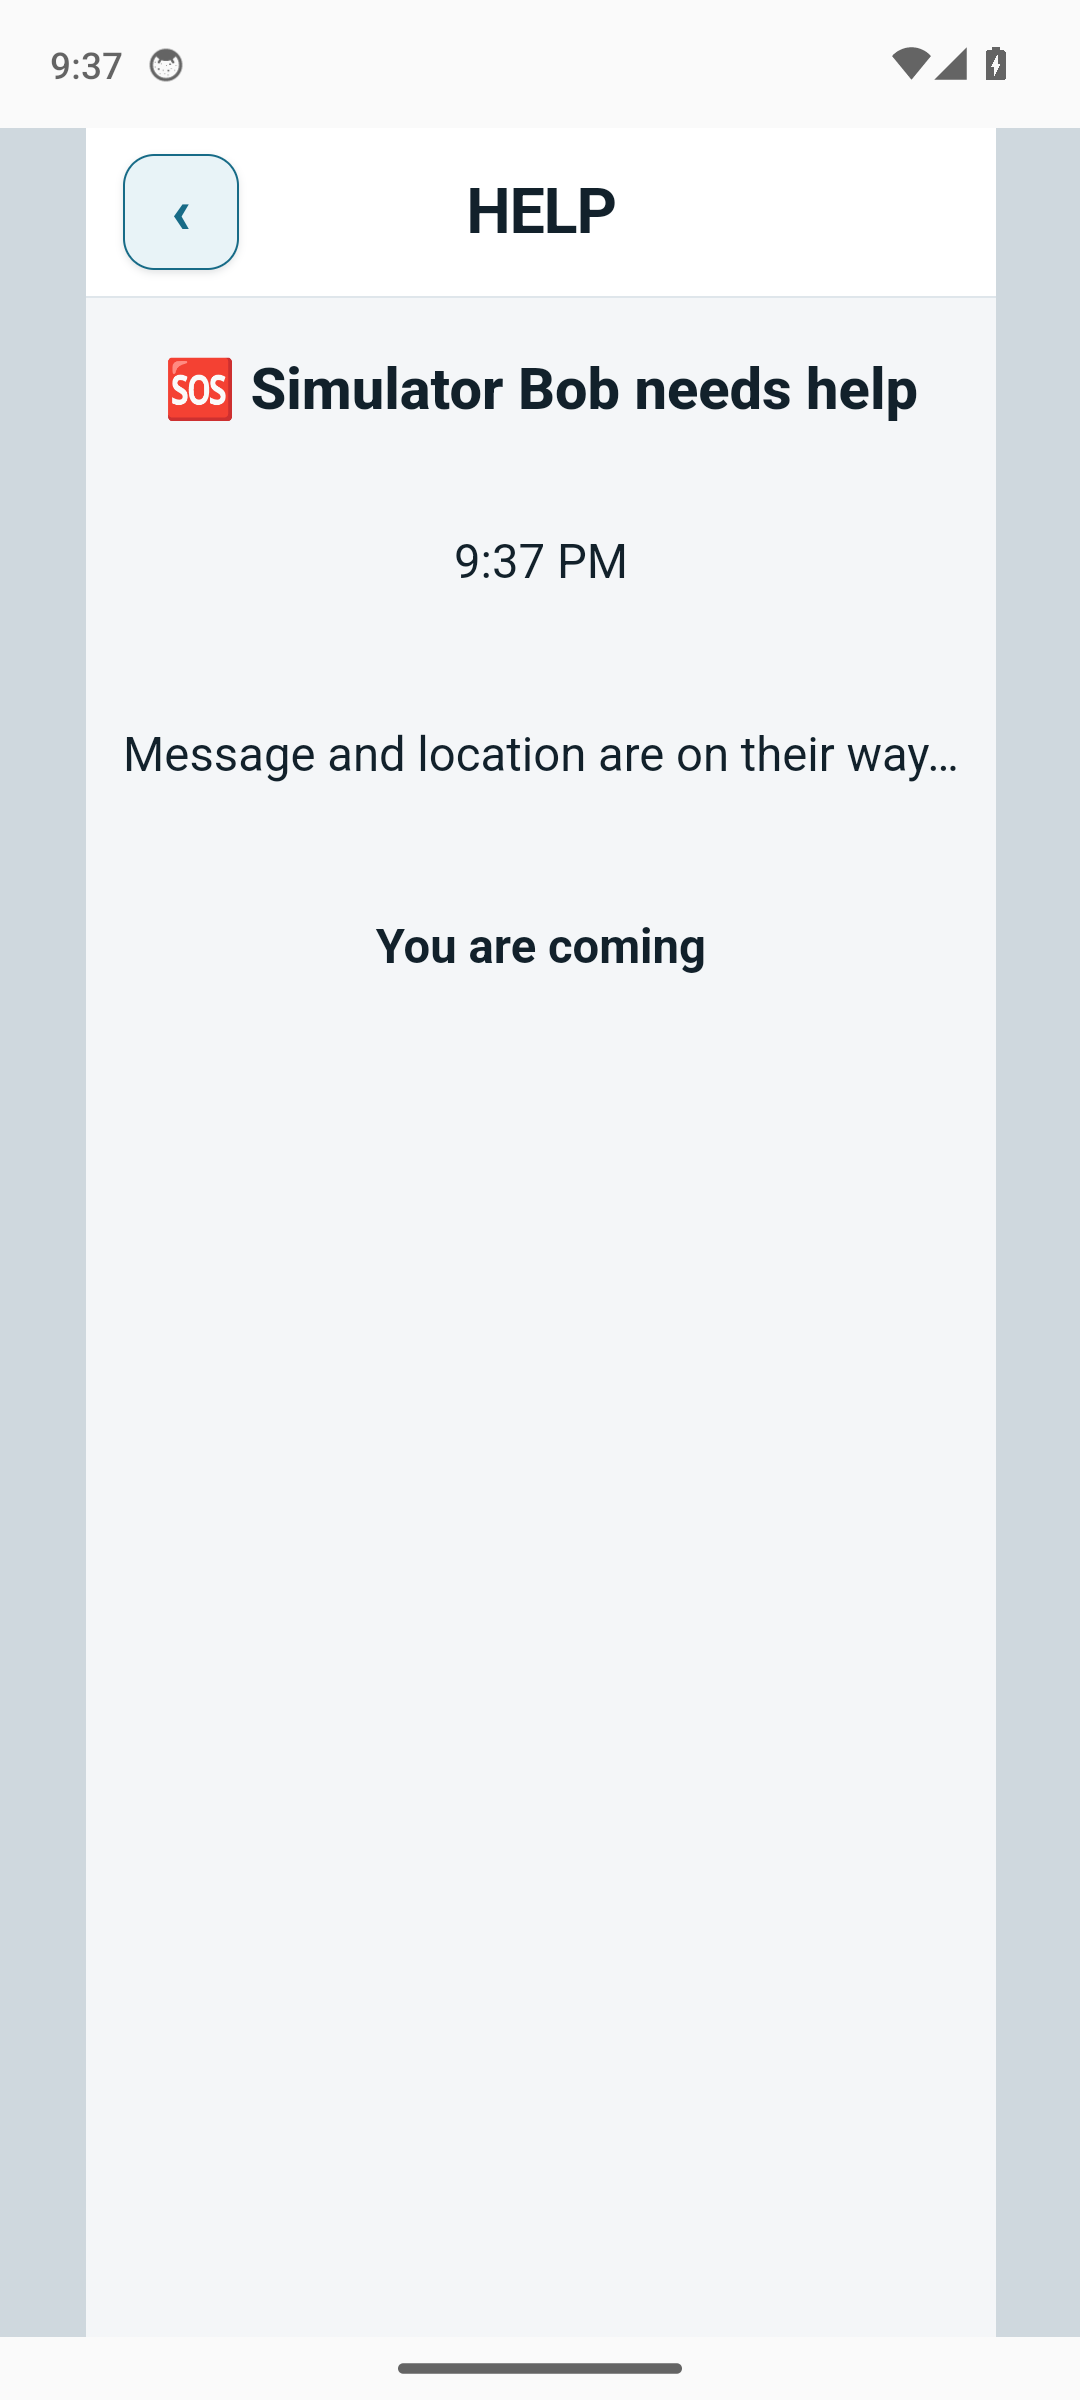 9:37
‹
HELP
🆘 Simulator Bob needs help
9:37 PM
Message and location are on their way…
You are coming